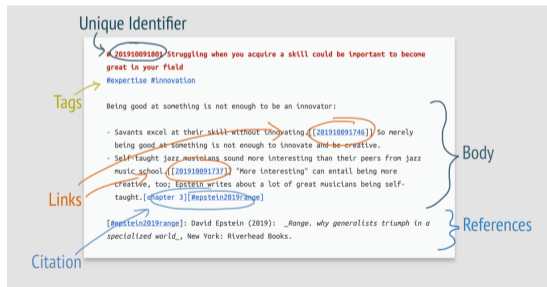 Unique Identifier
# 201910091801 Struggling when you acquire a skill could be important to become
great in your field
#expertise #innovation
Tags
Being good at something is not enough to be an innovator:
- Savants excel at their skill without innovating.[[201910091746]] So merely
being good at something is not enough to innovate and be creative.
- Self-taught jazz musicians sound more interesting than their peers from jazz
music school.[[201910091737]] "More interesting" can entail being more
creative, too; Epstein writes about a lot of great musicians being self-
taught.[chapter 3][#epstein2019range]
Body
Links
[#epstein2019range]: David Epstein (2019): _Range. why generalists triumph in a
specialized world_, New York: Riverhead Books.
References
Citation